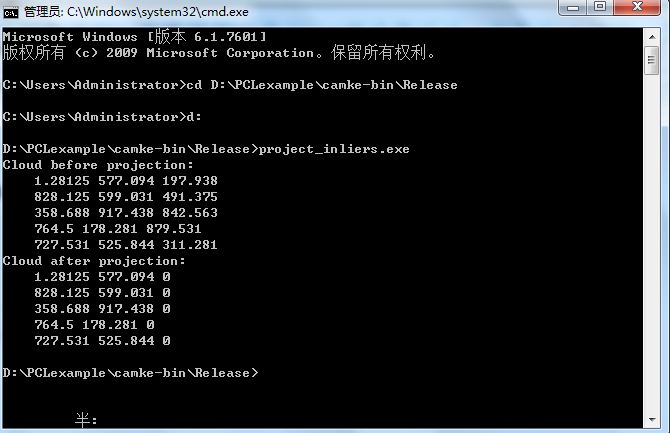 管理员: C:\Windows\system32\cmd.exe
Microsoft Windows [版本 6.1.7601]
版权所有 (c) 2009 Microsoft Corporation。保留所有权利。
C:\Users\Administrator>cd D:\PCLexample\camke-bin\Release
C:\Users\Administrator>d:
D:\PCLexample\camke-bin\Release>project_inliers.exe
Cloud before projection:
    1.28125 577.094 197.938
    828.125 599.031 491.375
    358.688 917.438 842.563
    764.5 178.281 879.531
    727.531 525.844 311.281
Cloud after projection:
    1.28125 577.094 0
    828.125 599.031 0
    358.688 917.438 0
    764.5 178.281 0
    727.531 525.844 0
D:\PCLexample\camke-bin\Release>
半: